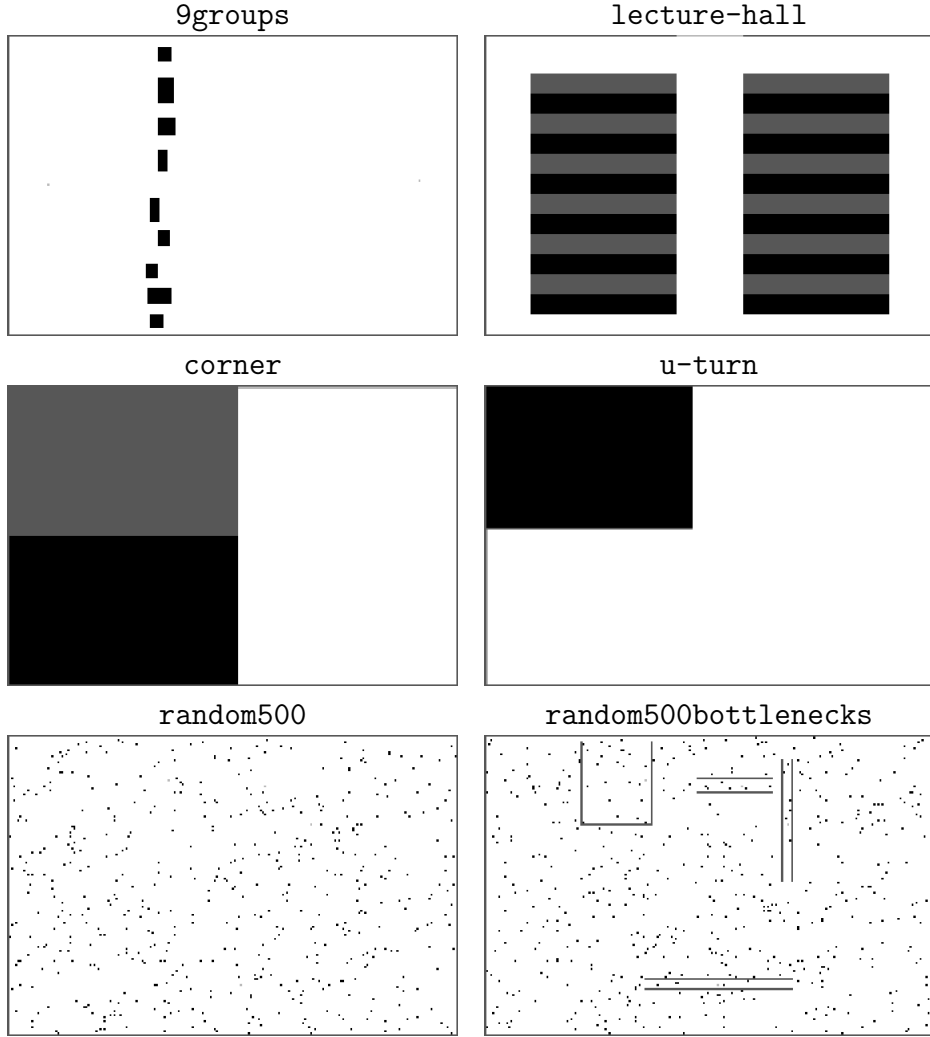 9groups
lecture-hall
corner
u-turn
random500
random500bottlenecks